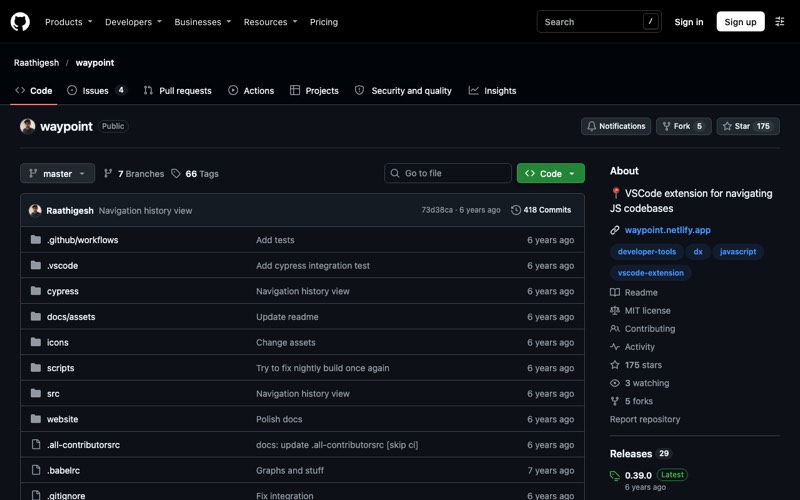 Products Developers Businesses Resources Pricing Search / Sign in Sign up
Raathigesh / waypoint
Code Issues 4 Pull requests Actions Projects Security and quality Insights
waypoint Public Notifications Fork 5 Star 175
master 7 Branches 66 Tags Go to file Code
Raathigesh Navigation history view 73d38ca · 6 years ago 418 Commits
.github/workflows Add tests 6 years ago
.vscode Add cypress integration test 6 years ago
cypress Navigation history view 6 years ago
docs/assets Update readme 6 years ago
icons Change assets 6 years ago
scripts Try to fix nightly build once again 6 years ago
src Navigation history view 6 years ago
website Polish docs 6 years ago
.all-contributorsrc docs: update .all-contributorsrc [skip ci] 6 years ago
.babelrc Graphs and stuff 7 years ago
.gitignore Fix integration 6 years ago
About
VSCode extension for navigating
JS codebases
waypoint.netlify.app
developer-tools dx javascript
vscode-extension
Readme
MIT license
Contributing
Activity
175 stars
3 watching
5 forks
Report repository
Releases 29
0.39.0 Latest
6 years ago